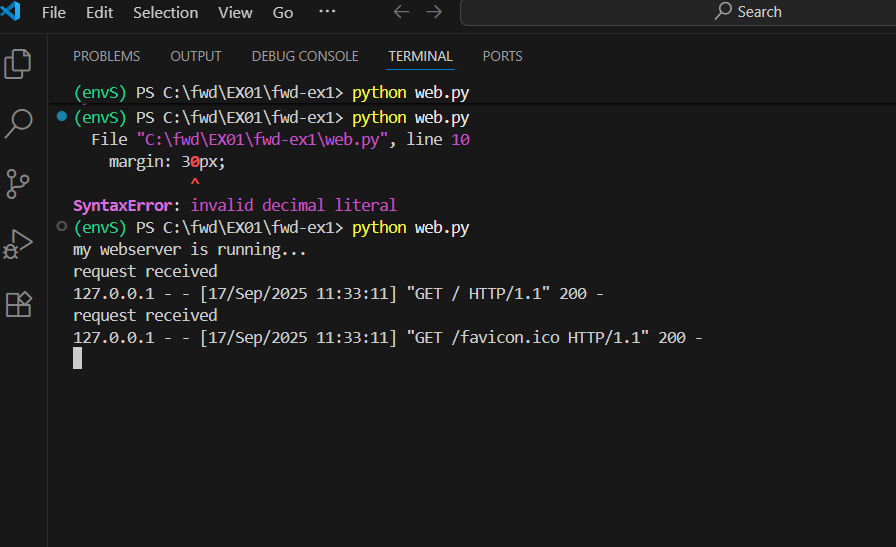 File Edit Selection View Go ... Search
PROBLEMS OUTPUT DEBUG CONSOLE TERMINAL PORTS
(envS) PS C:\fwd\EX01\fwd-ex1> python web.py
(envS) PS C:\fwd\EX01\fwd-ex1> python web.py
File "C:\fwd\EX01\fwd-ex1\web.py", line 10
margin: 30px;
^
SyntaxError: invalid decimal literal
(envS) PS C:\fwd\EX01\fwd-ex1> python web.py
my webserver is running...
request received
127.0.0.1 - - [17/Sep/2025 11:33:11] "GET / HTTP/1.1" 200 -
request received
127.0.0.1 - - [17/Sep/2025 11:33:11] "GET /favicon.ico HTTP/1.1" 200 -